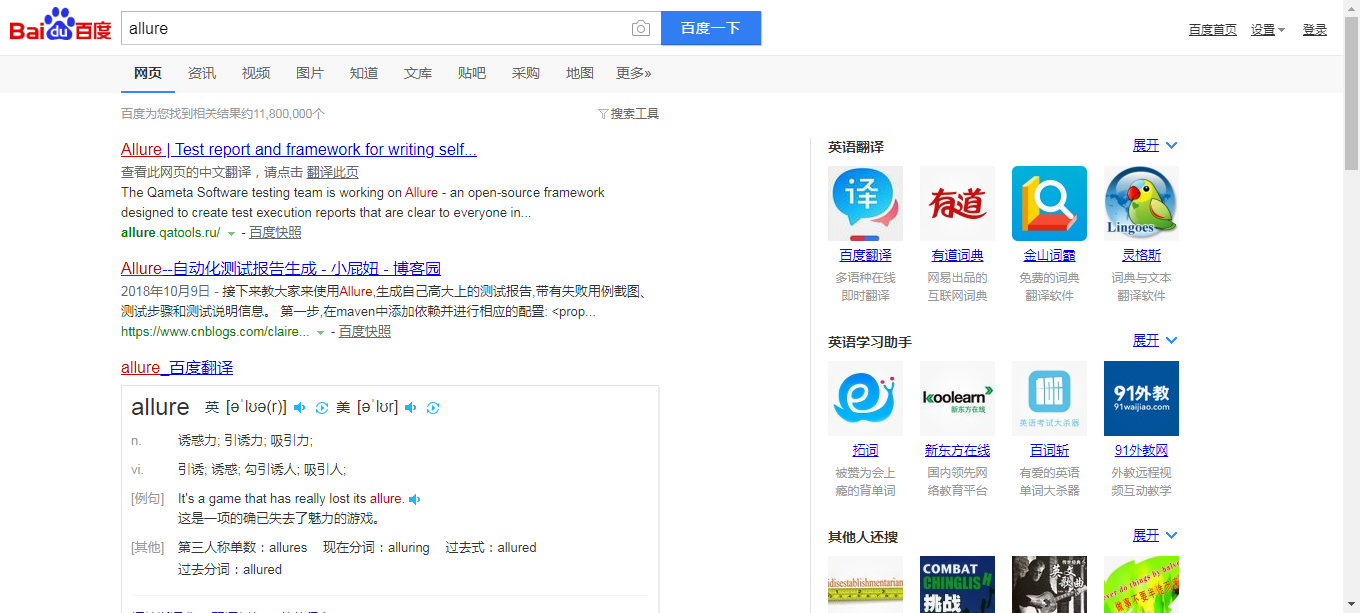 Bai du 百度
allure
百度一下
百度首页 设置 登录
网页 资讯 视频 图片 知道 文库 贴吧 采购 地图 更多»
百度为您找到相关结果约11,800,000个
搜索工具
Allure | Test report and framework for writing self...
查看此网页的中文翻译，请点击 翻译此页
The Qameta Software testing team is working on Allure - an open-source framework
designed to create test execution reports that are clear to everyone in...
allure.qatools.ru/ - 百度快照
Allure--自动化测试报告生成 - 小屁妞 - 博客园
2018年10月9日 - 接下来教大家来使用Allure,生成自己高大上的测试报告,带有失败用例截图、
测试步骤和测试说明信息。 第一步,在maven中添加依赖并进行相应的配置: <prop...
https://www.cnblogs.com/claire... - 百度快照
allure_百度翻译
allure 英 [əˈlʊə(r)] 美 [əˈlʊr]
n. 诱惑力; 引诱力; 吸引力;
vi. 引诱; 诱惑; 勾引诱人; 吸引人;
[例句] It's a game that has really lost its allure.
这是一项的确已失去了魅力的游戏。
[其他] 第三人称单数：allures 现在分词：alluring 过去式：allured
过去分词：allured
英语翻译 展开
译 有道 Lingoes
百度翻译 有道词典 金山词霸 灵格斯
多语种在线 网易出品的 免费的词典 词典与文本
即时翻译 互联网词典 翻译软件 翻译软件
英语学习助手 展开
koolearn 新东方在线
100 英语考试大杀器
91外教 91waijiao.com
拓词 新东方在线 百词斩 91外教网
被赞为会上 国内领先网 有爱的英语 外教远程视
瘾的背单词 络教育平台 单词大杀器 频互动教学
其他人还搜 展开
COMBAT
CHINGLISH
挑战
英文
歌曲